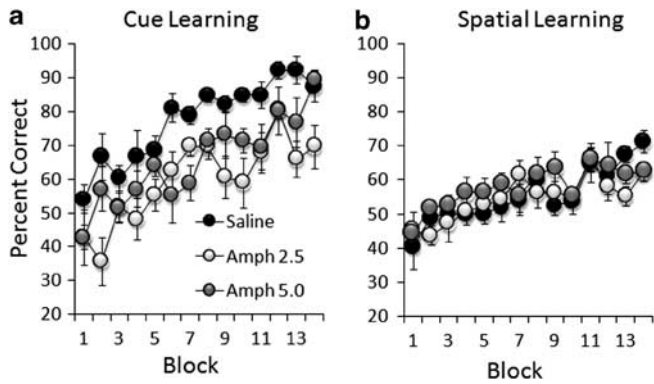 a Cue Learning
b Spatial Learning
Percent Correct
100
90
80
70
60
50
40
30
20
Saline
Amph 2.5
Amph 5.0
1 3 5 7 9 11 13
Block
100
90
80
70
60
50
40
30
20
1 3 5 7 9 11 13
Block